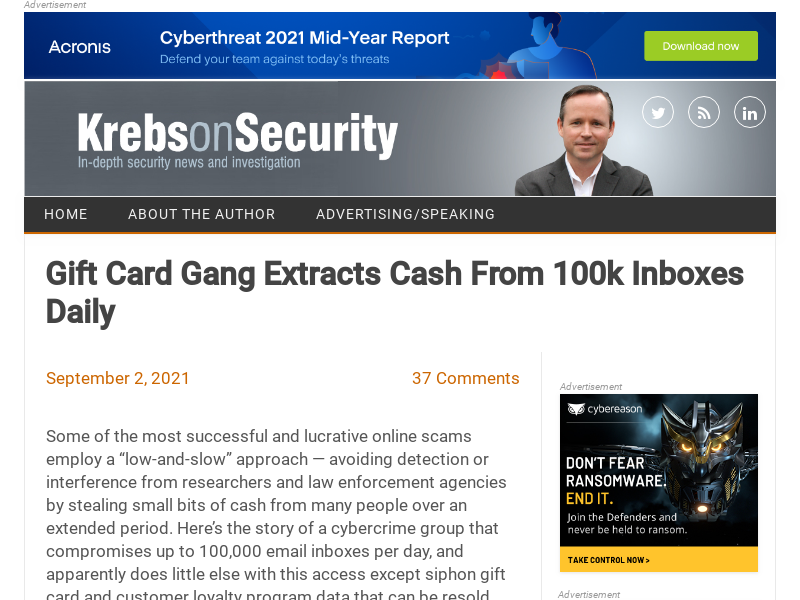 Advertisement
Acronis
Cyberthreat 2021 Mid-Year Report
Defend your team against today's threats
Download now
KrebsonSecurity
In-depth security news and investigation
HOME
ABOUT THE AUTHOR
ADVERTISING/SPEAKING
Gift Card Gang Extracts Cash From 100k Inboxes
Daily
September 2, 2021
37 Comments
Some of the most successful and lucrative online scams
employ a “low-and-slow” approach — avoiding detection or
interference from researchers and law enforcement agencies
by stealing small bits of cash from many people over an
extended period. Here’s the story of a cybercrime group that
compromises up to 100,000 email inboxes per day, and
apparently does little else with this access except siphon gift
card and customer loyalty program data that can be resold
Advertisement
cybereason
DON'T FEAR
RANSOMWARE.
END IT.
Join the Defenders and
never be held to ransom.
TAKE CONTROL NOW >
Advertisement